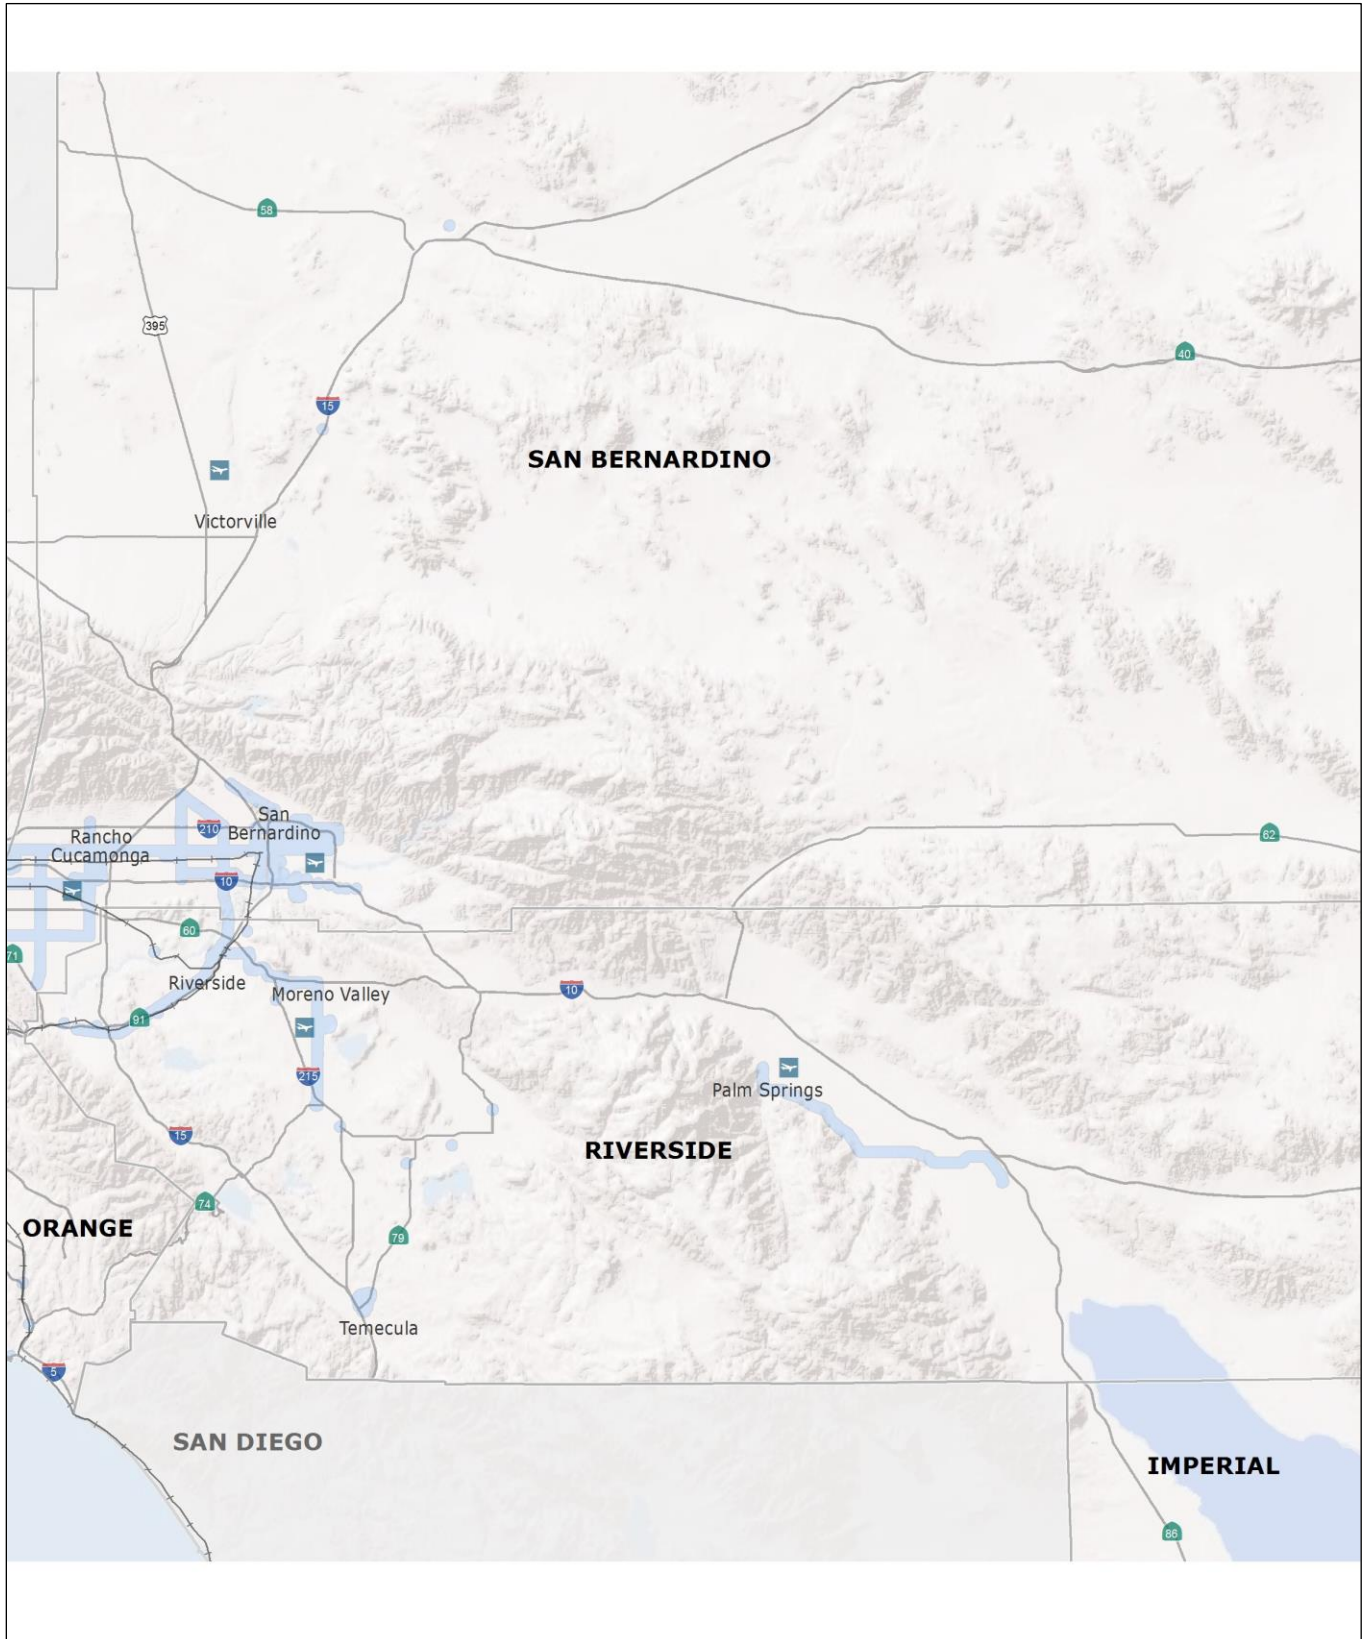 58
395
40
15
SAN BERNARDINO
Victorville
San
Bernardino
210
Rancho
Cucamonga
62
10
60
71
Riverside
Moreno Valley
10
91
Palm Springs
215
15
RIVERSIDE
74
ORANGE
79
Temecula
5
SAN DIEGO
IMPERIAL
86